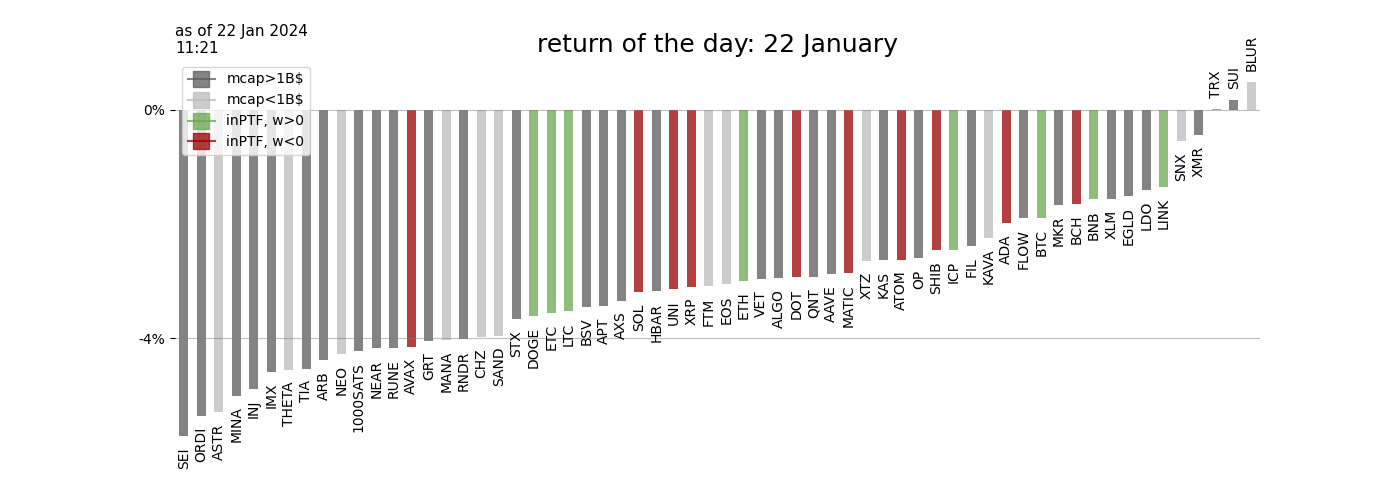 as of 22 Jan 2024
11:21
return of the day: 22 January
mcap>1B$
mcap<1B$
inPTF, w>0
inPTF, w<0
0%
-4%
SEI
ORDI
ASTR
MINA
INJ
IMX
THETA
TIA
ARB
NEO
1000SATS
NEAR
RUNE
AVAX
GRT
MANA
RNDR
CHZ
SAND
STX
DOGE
ETC
LTC
BSV
APT
AXS
SOL
HBAR
UNI
XRP
FTM
EOS
ETH
VET
ALGO
DOT
QNT
AAVE
MATIC
XTZ
KAS
ATOM
OP
SHIB
ICP
FIL
KAVA
ADA
FLOW
BTC
MKR
BCH
BNB
XLM
EGLD
LDO
LINK
SNX
XMR
TRX
SUI
BLUR